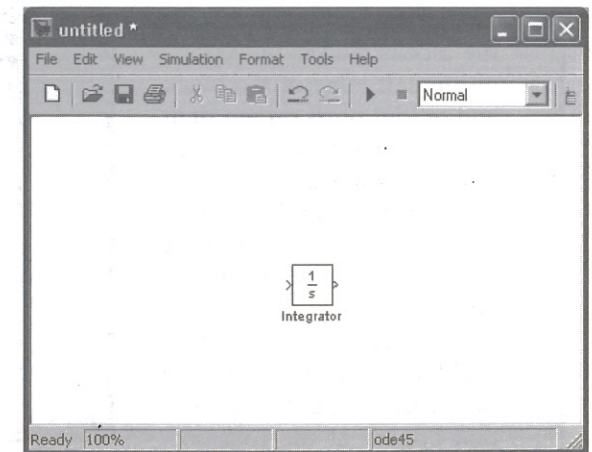 untitled *
File Edit View Simulation Format Tools Help
Normal
1
s
Integrator
Ready 100% ode45